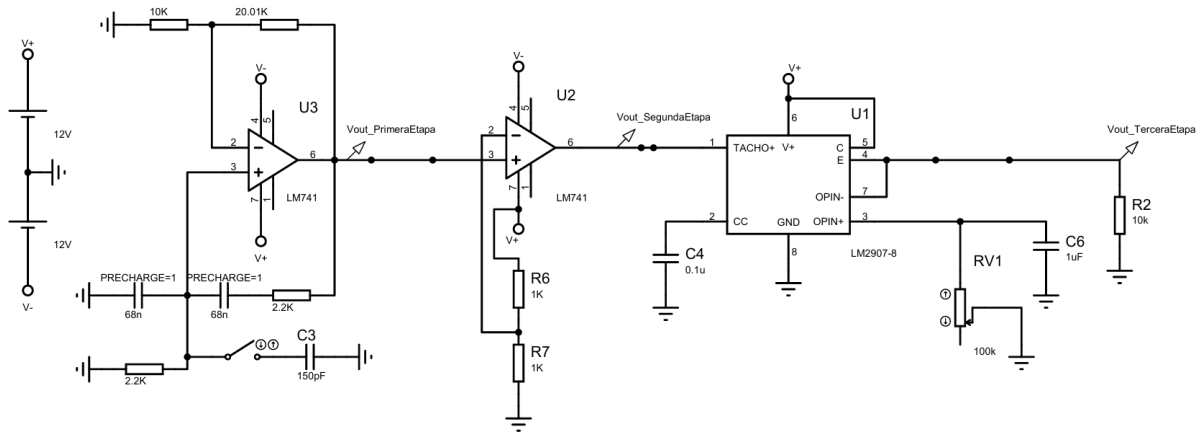 10K
20.01K
V+
12V
12V
V-
V-
4
5
U3
2
3
6
7
1
LM741
V+
Vout_PrimeraEtapa
PRECHARGE=1
PRECHARGE=1
68n
68n
2.2K
2.2K
C3
150pF
V-
4
5
U2
2
3
6
7
1
LM741
V+
R6
1K
R7
1K
Vout_SegundaEtapa
V+
6
U1
1
TACHO+
V+
C
5
E
4
OPIN-
7
2
CC
GND
OPIN+
3
8
LM2907-8
C4
0.1u
RV1
100k
C6
1uF
Vout_TerceraEtapa
R2
10k